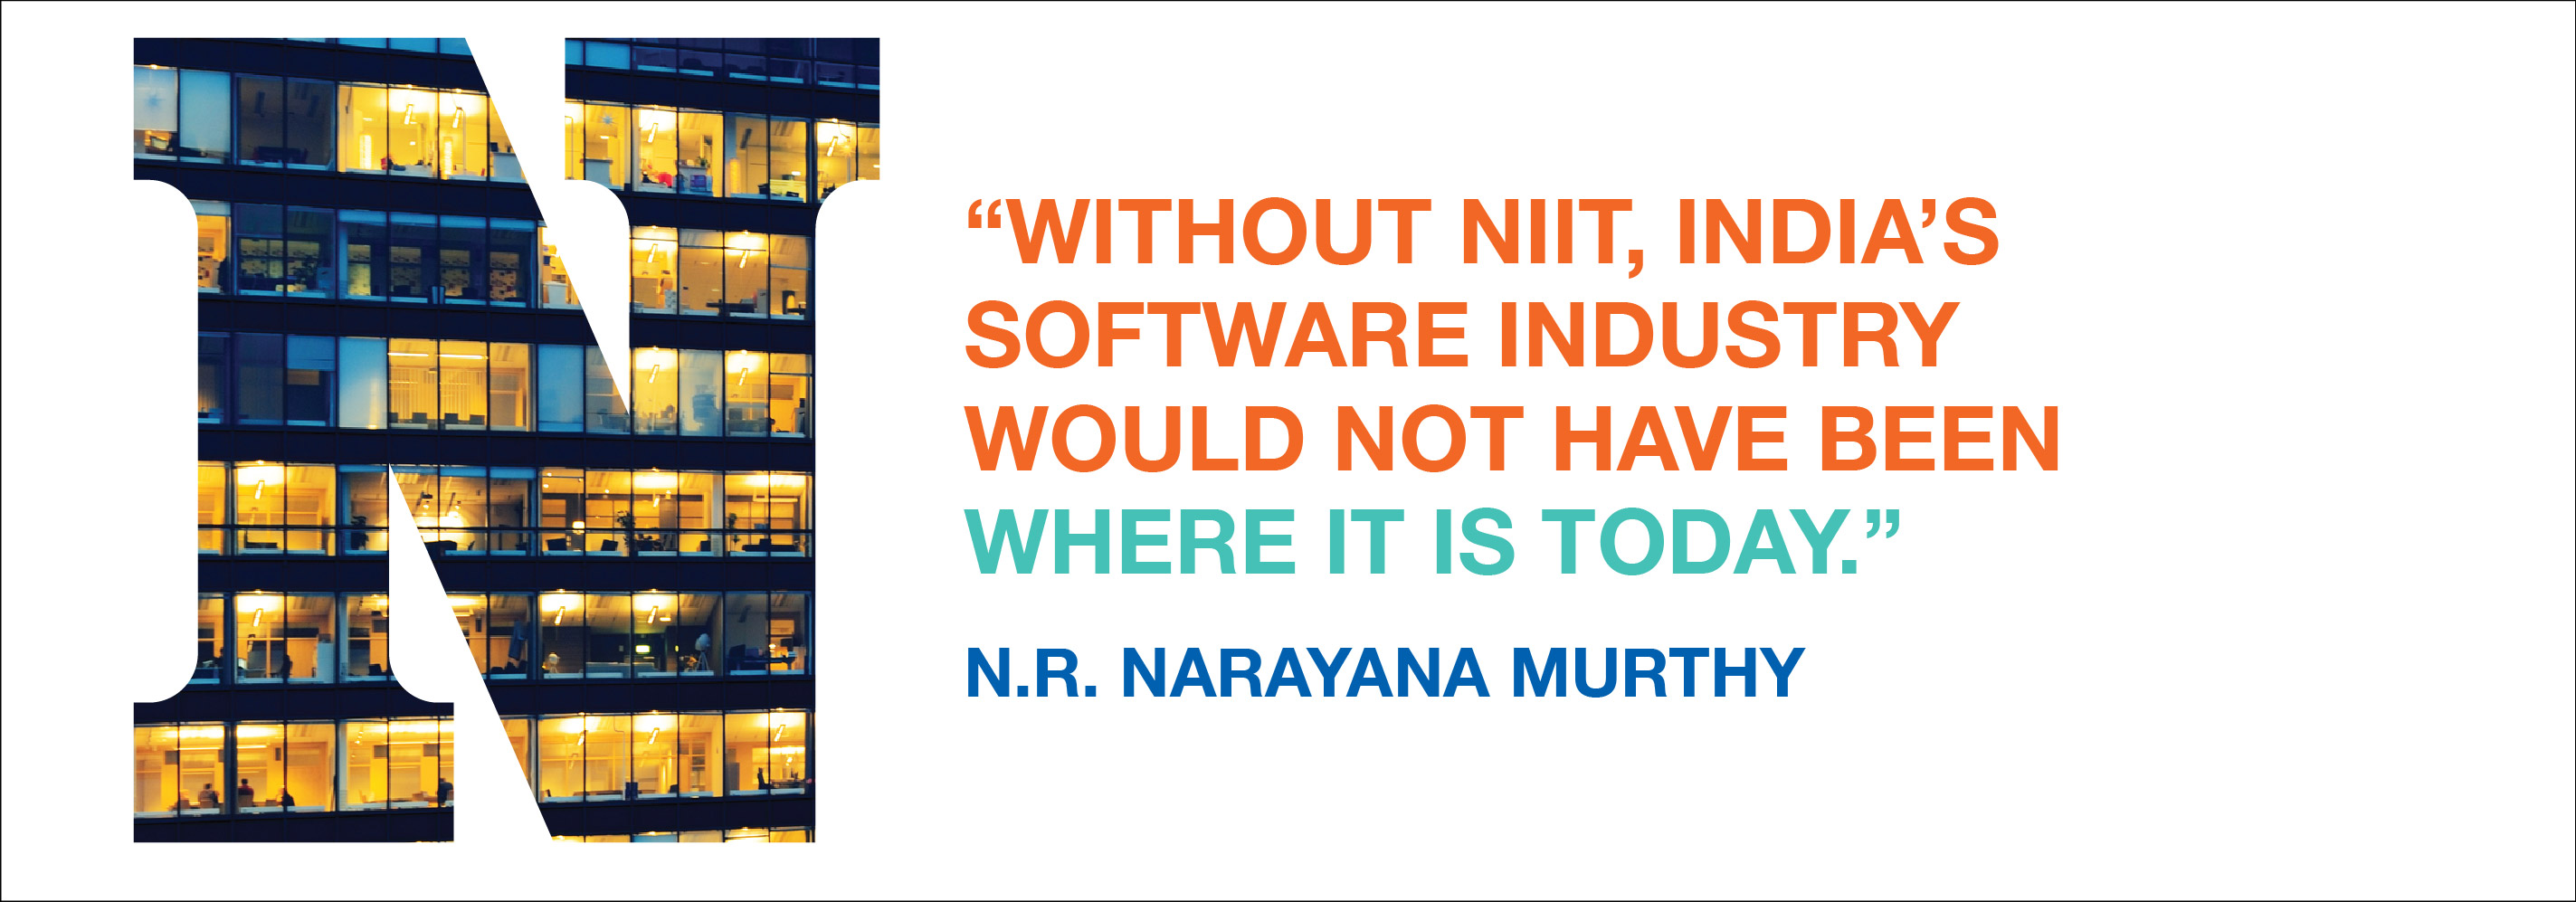 N
“WITHOUT NIIT, INDIA’S
SOFTWARE INDUSTRY
WOULD NOT HAVE BEEN
WHERE IT IS TODAY.”
N.R. NARAYANA MURTHY